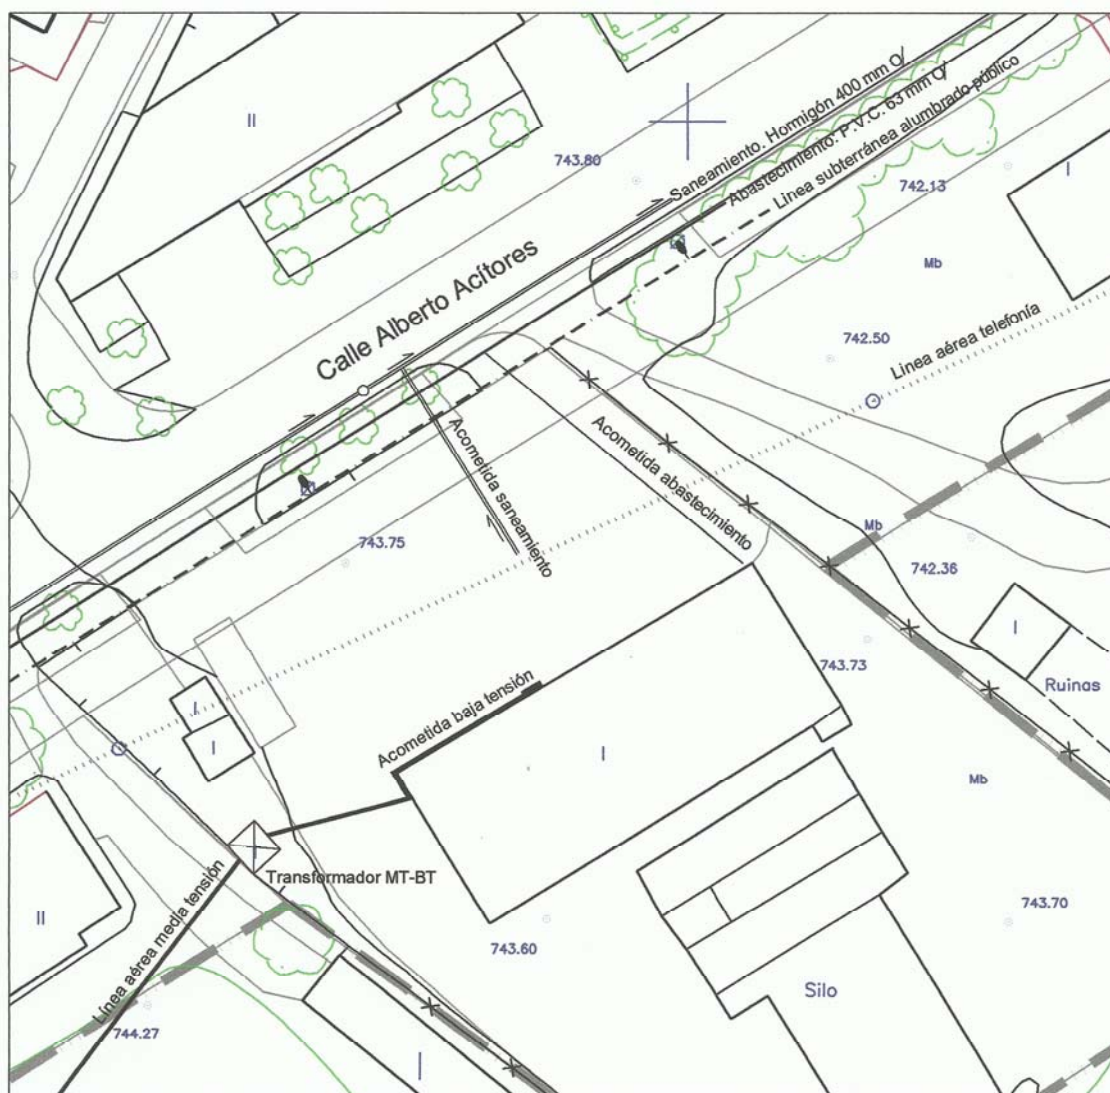 II
743.80
Saneamiento. Hormigón 400 mm O/
Abastecimiento. P.V.C. 63 mm O/
Línea subterránea alumbrado público
742.13
I
Mb
Calle Alberto Acítores
742.50
Línea aérea telefonía
Acometida saneamiento
Acometida abastecimiento
743.75
Mb
742.36
I
743.73
Ruinas
I
I
Acometida baja tensión
I
Mb
Transformador MT-BT
Línea aérea media tensión
II
743.60
743.70
Silo
744.27
I